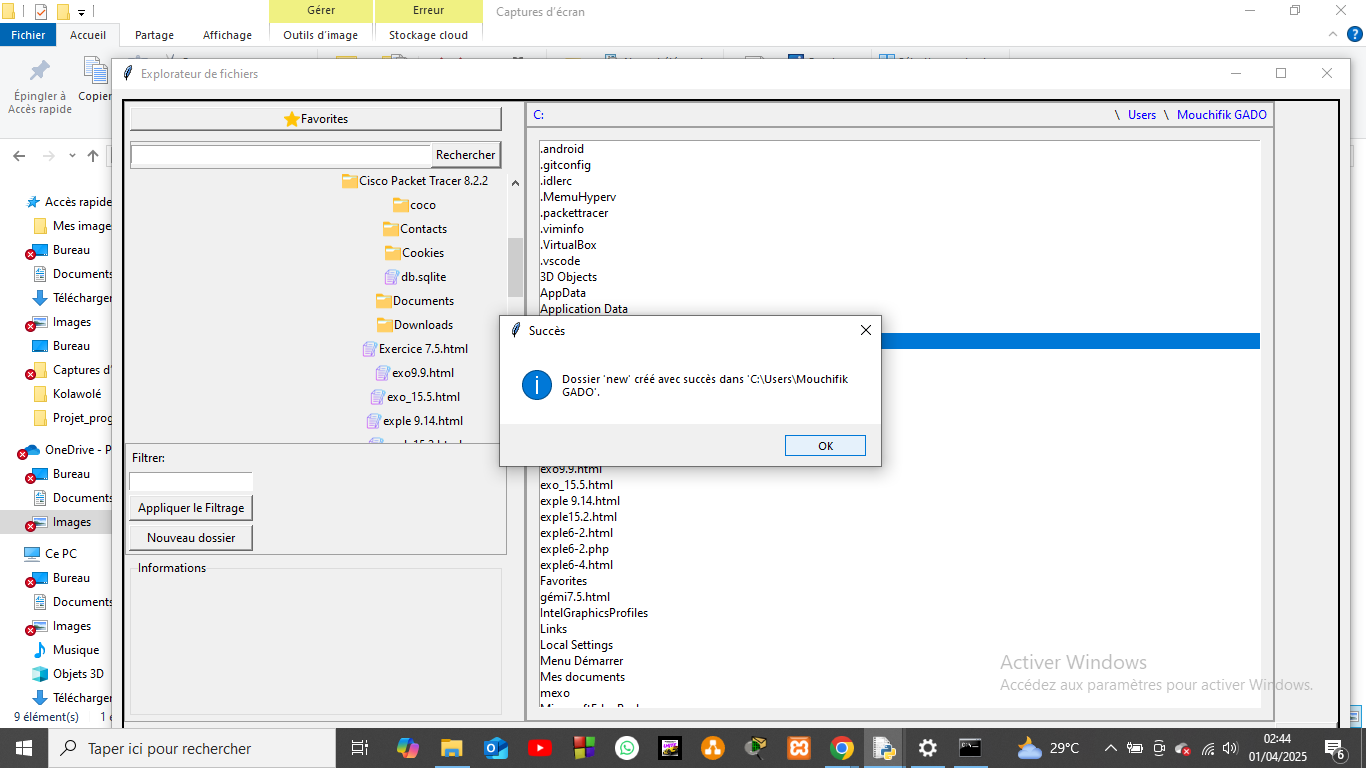 Gérer
Erreur
Captures d'écran
Fichier
Accueil
Partage
Affichage
Outils d'image
Stockage cloud
Épingler à
Accès rapide
Copier
Explorateur de fichiers
Favorites
Rechercher
C:
\ Users \ Mouchifik GADO
Accès rapide
Mes image
Bureau
Documents
Télécharger
Images
Bureau
Captures d'
Kolawolé
Projet_prog
OneDrive - P
Bureau
Documents
Images
Ce PC
Bureau
Documents
Images
Musique
Objets 3D
Télécharger
9 élément(s)
Cisco Packet Tracer 8.2.2
coco
Contacts
Cookies
db.sqlite
Documents
Downloads
Exercice 7.5.html
exo9.9.html
exo_15.5.html
exple 9.14.html
Filtrer:
Appliquer le Filtrage
Nouveau dossier
Informations
.android
.gitconfig
.idlerc
.MemuHyperv
.packettracer
.viminfo
.VirtualBox
.vscode
3D Objects
AppData
Application Data
Succès
Dossier 'new' créé avec succès dans 'C:\Users\Mouchifik
GADO'.
OK
exo9.9.html
exo_15.5.html
exple 9.14.html
exple15.2.html
exple6-2.html
exple6-2.php
exple6-4.html
Favorites
gémi7.5.html
IntelGraphicsProfiles
Links
Local Settings
Menu Démarrer
Mes documents
mexo
Activer Windows
Accédez aux paramètres pour activer Windows.
Taper ici pour rechercher
29°C
02:44
01/04/2025
6